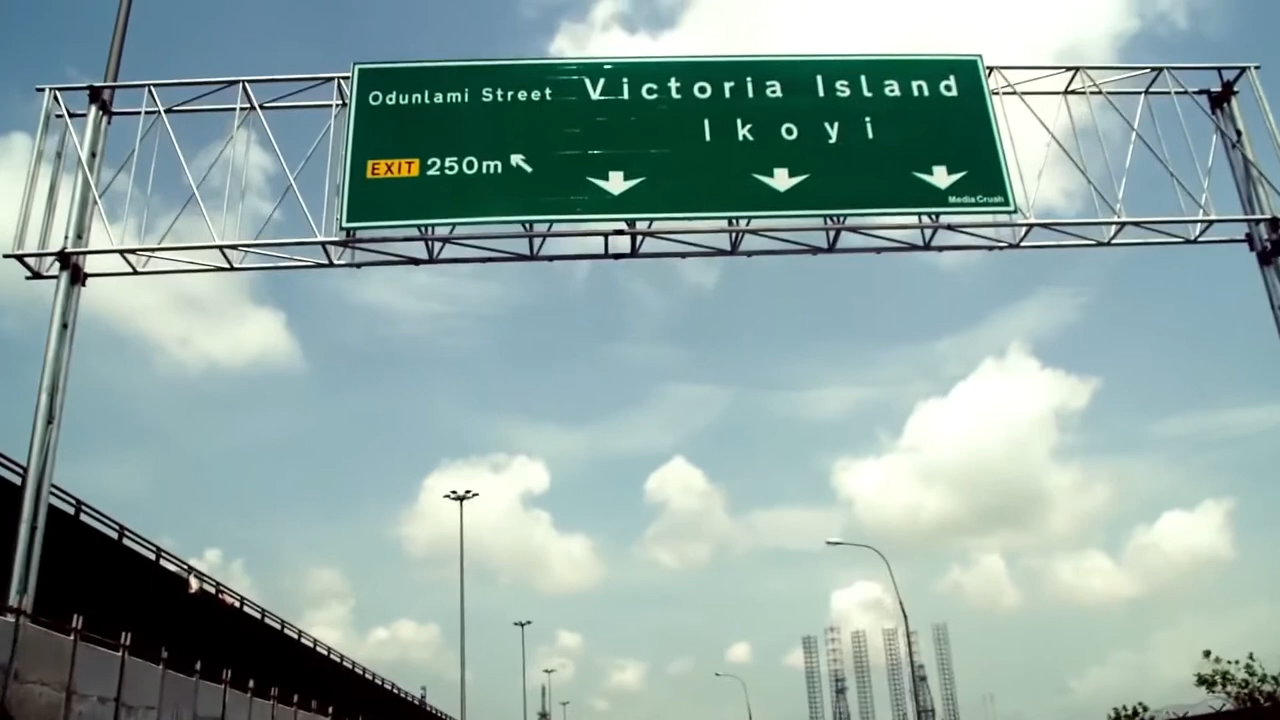 Odunlami Street
EXIT 250m
Victoria Island
Ikoyi
Media Crush